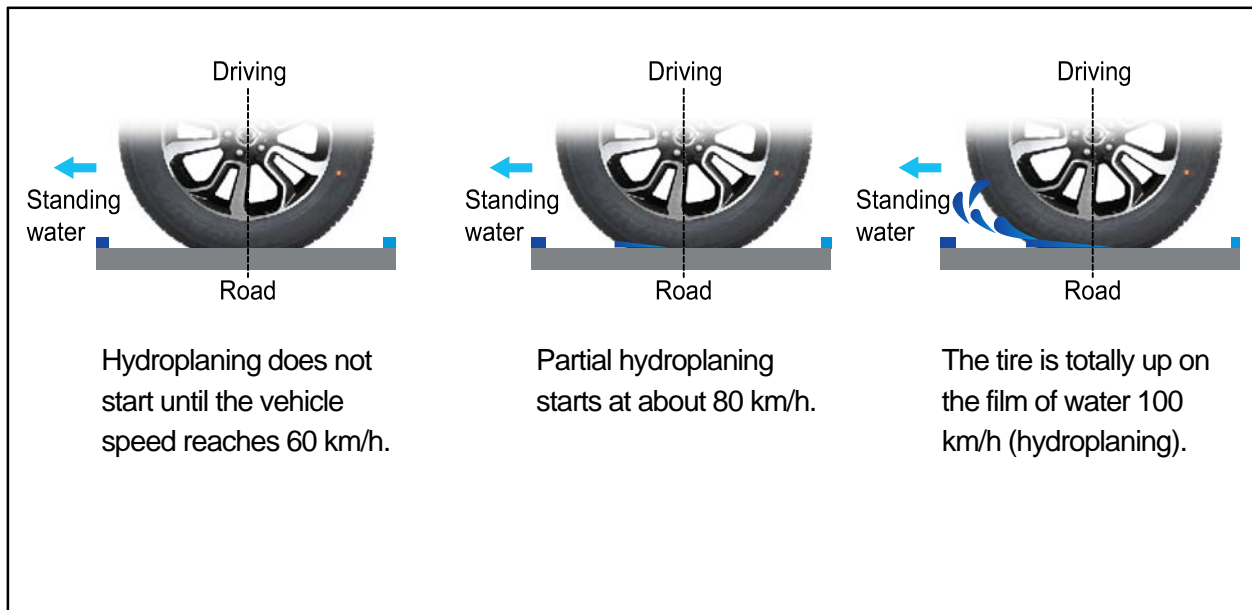 Driving
Standing
water
Road
Hydroplaning does not
start until the vehicle
speed reaches 60 km/h.
Driving
Standing
water
Road
Partial hydroplaning
starts at about 80 km/h.
Driving
Standing
water
Road
The tire is totally up on
the film of water 100
km/h (hydroplaning).